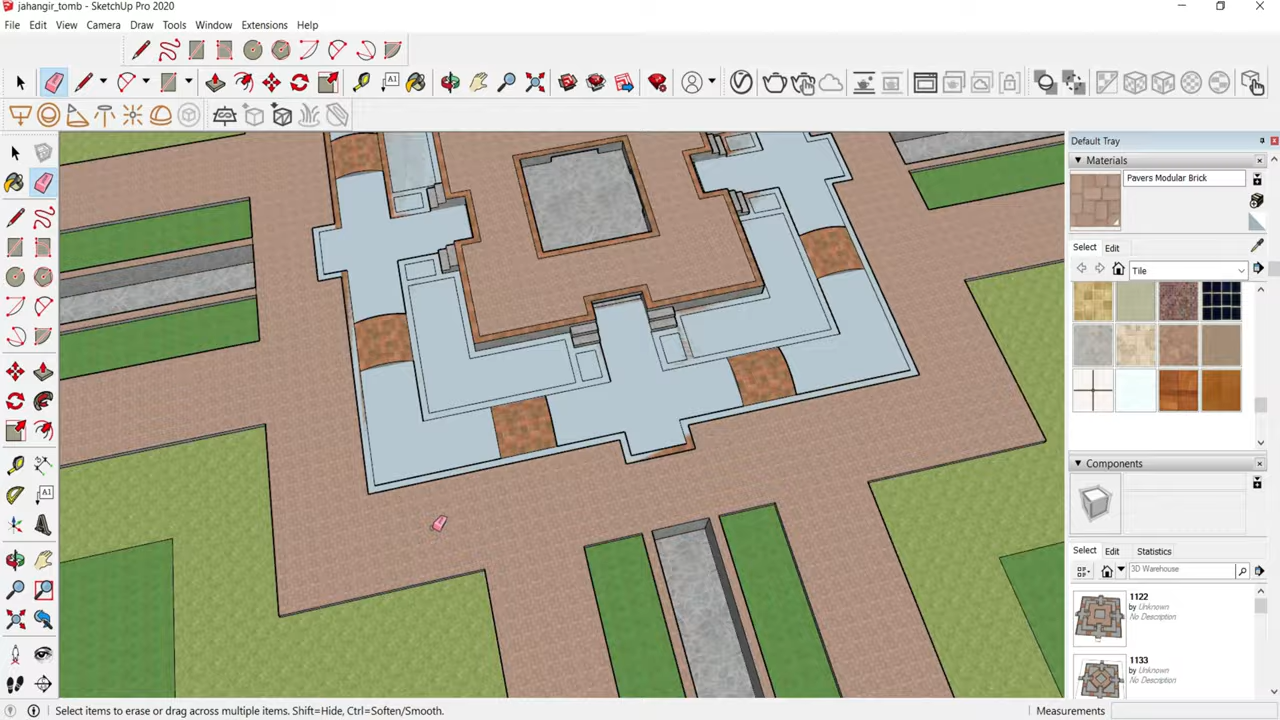 jahangir_tomb - SketchUp Pro 2020
File Edit View Camera Draw Tools Window Extensions Help
Default Tray
Materials
Pavers Modular Brick
Select Edit
Tile
Components
Select Edit Statistics
3D Warehouse
1122
by Unknown
No Description
1133
by Unknown
No Description
Select items to erase or drag across multiple items. Shift=Hide, Ctrl=Soften/Smooth.
Measurements